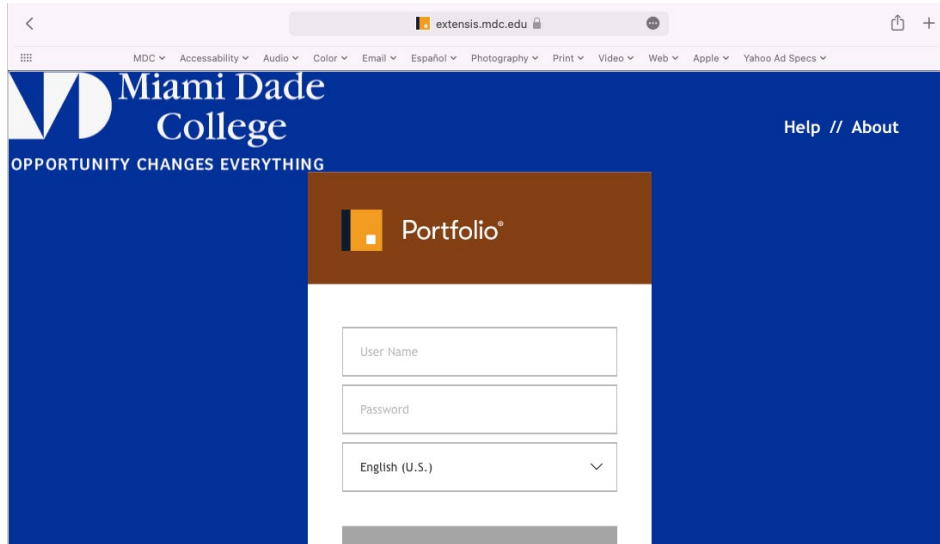 extensis.mdc.edu
MDC Accessability Audio Color Email Español Photography Print Video Web Apple Yahoo Ad Specs
Miami Dade
College
OPPORTUNITY CHANGES EVERYTHING
Help // About
Portfolio®
User Name
Password
English (U.S.)